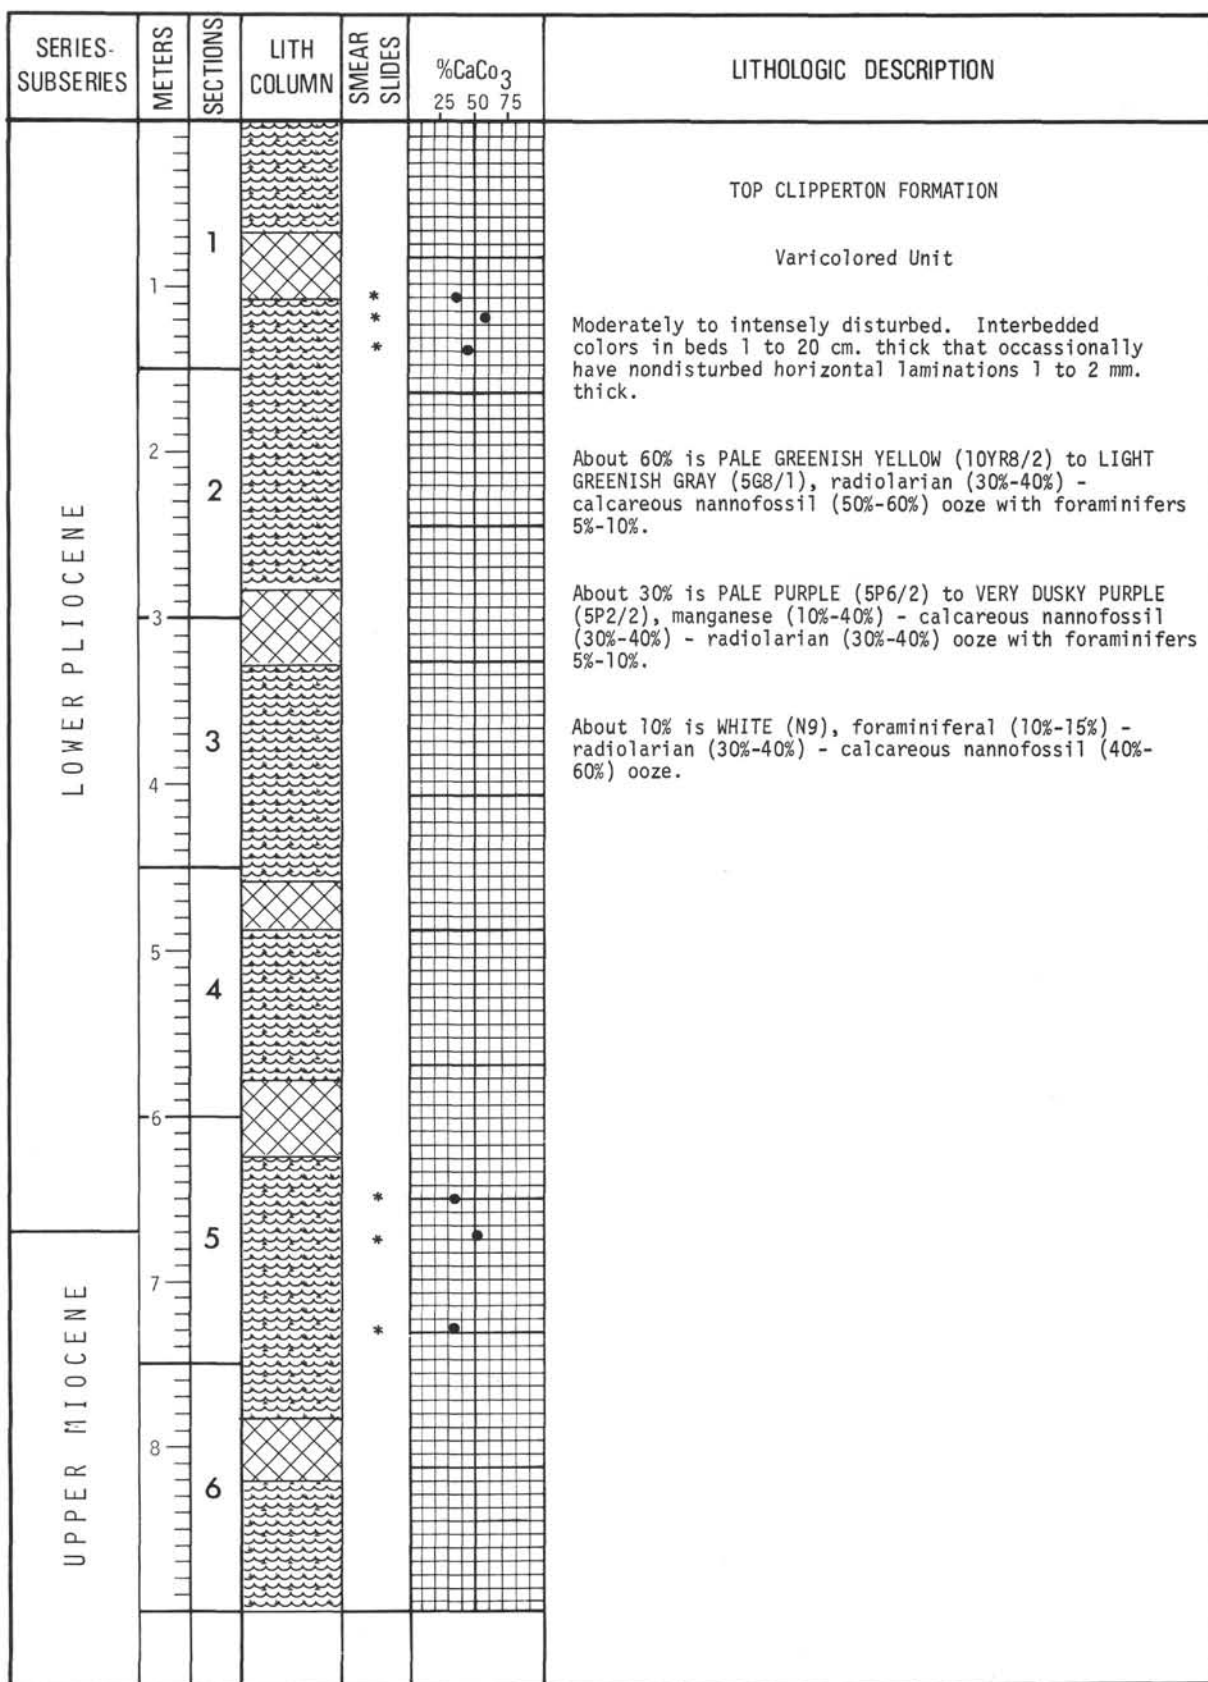 SERIES-
SUBSERIES
METERS
SECTIONS
LITH
COLUMN
SMEAR
SLIDES
%CaCo3
25 50 75
LITHOLOGIC DESCRIPTION
LOWER PLIOCENE
UPPER MIOCENE
1
2
3
4
5
6
7
8
1
2
3
4
5
6
*
*
*
*
*
*
TOP CLIPPERTON FORMATION
Varicolored Unit
Moderately to intensely disturbed. Interbedded
colors in beds 1 to 20 cm. thick that occassionally
have nondisturbed horizontal laminations 1 to 2 mm.
thick.
About 60% is PALE GREENISH YELLOW (10YR8/2) to LIGHT
GREENISH GRAY (5G8/1), radiolarian (30%-40%) -
calcareous nannofossil (50%-60%) ooze with foraminifers
5%-10%.
About 30% is PALE PURPLE (5P6/2) to VERY DUSKY PURPLE
(5P2/2), manganese (10%-40%) - calcareous nannofossil
(30%-40%) - radiolarian (30%-40%) ooze with foraminifers
5%-10%.
About 10% is WHITE (N9), foraminiferal (10%-15%) -
radiolarian (30%-40%) - calcareous nannofossil (40%-
60%) ooze.